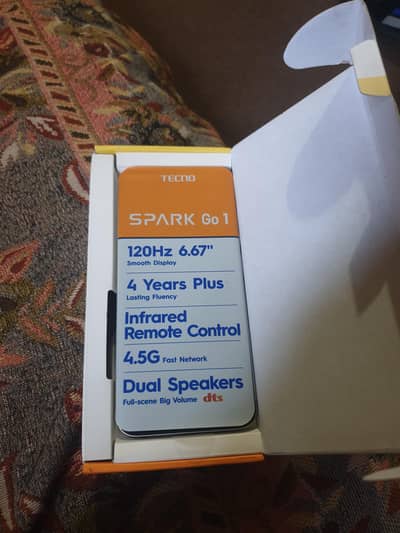 TECNO
SPARK Go 1
120Hz 6.67"
Smooth Display
4 Years Plus
Lasting Fluency
Infrared
Remote Control
4.5G Fast Network
Dual Speakers
Full-scene Big Volume dts